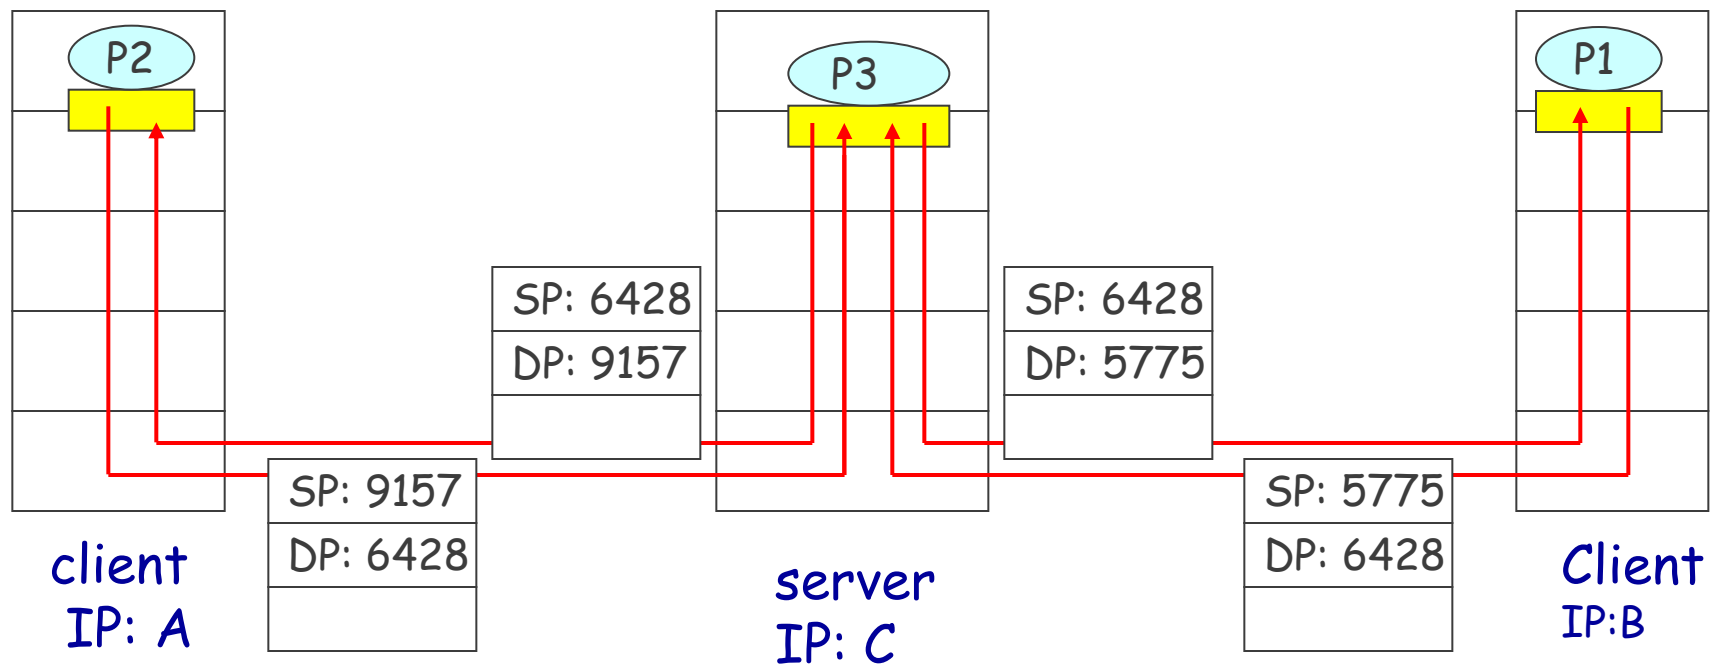 P2
P3
P1
SP: 6428
DP: 9157
SP: 6428
DP: 5775
SP: 9157
DP: 6428
SP: 5775
DP: 6428
client
IP: A
server
IP: C
Client
IP:B